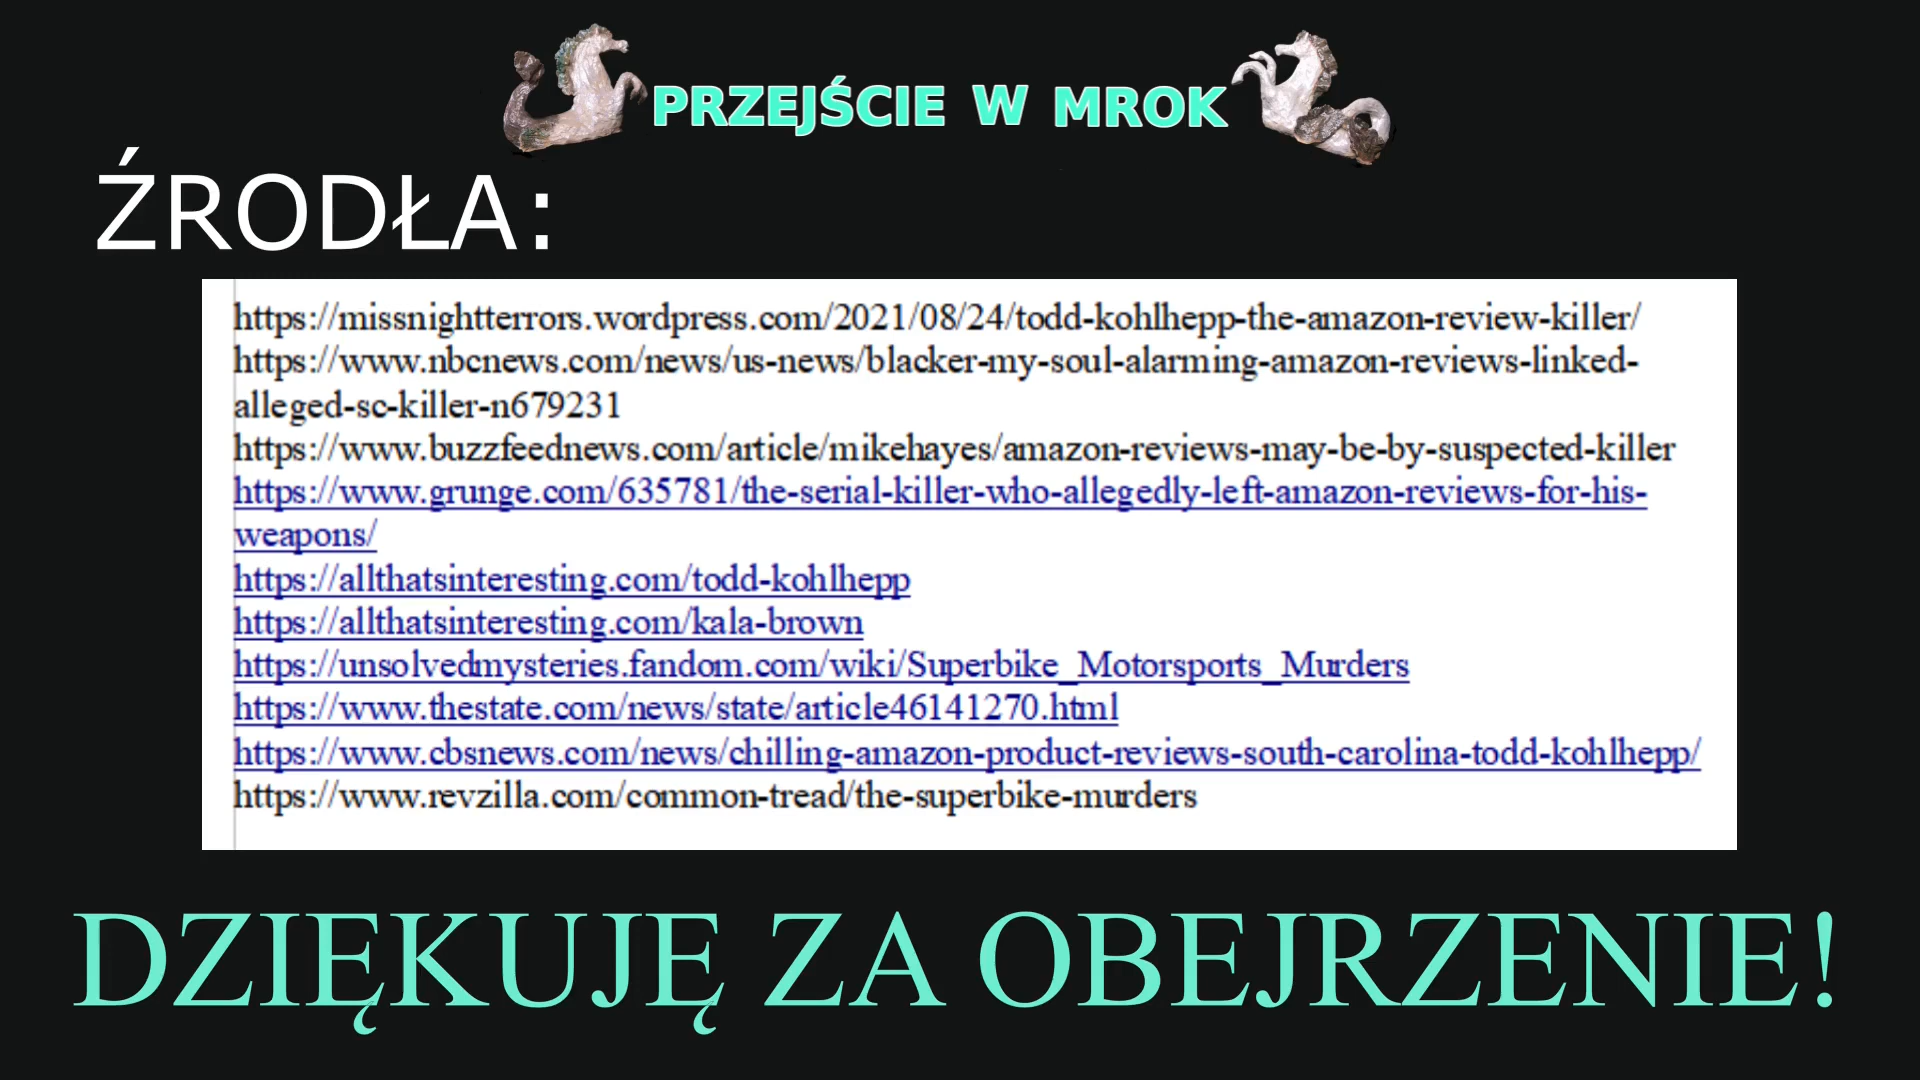 PRZEJŚCIE W MROK
ŹRODŁA:
https://missnightterrors.wordpress.com/2021/08/24/todd-kohlhepp-the-amazon-review-killer/
https://www.nbcnews.com/news/us-news/blacker-my-soul-alarming-amazon-reviews-linked-
alleged-sc-killer-n679231
https://www.buzzfeednews.com/article/mikehayes/amazon-reviews-may-be-by-suspected-killer
https://www.grunge.com/635781/the-serial-killer-who-allegedly-left-amazon-reviews-for-his-
weapons/
https://allthatsinteresting.com/todd-kohlhepp
https://allthatsinteresting.com/kala-brown
https://unsolvedmysteries.fandom.com/wiki/Superbike_Motorsports_Murders
https://www.thestate.com/news/state/article46141270.html
https://www.cbsnews.com/news/chilling-amazon-product-reviews-south-carolina-todd-kohlhepp/
https://www.revzilla.com/common-tread/the-superbike-murders
DZIĘKUJĘ ZA OBEJRZENIE!